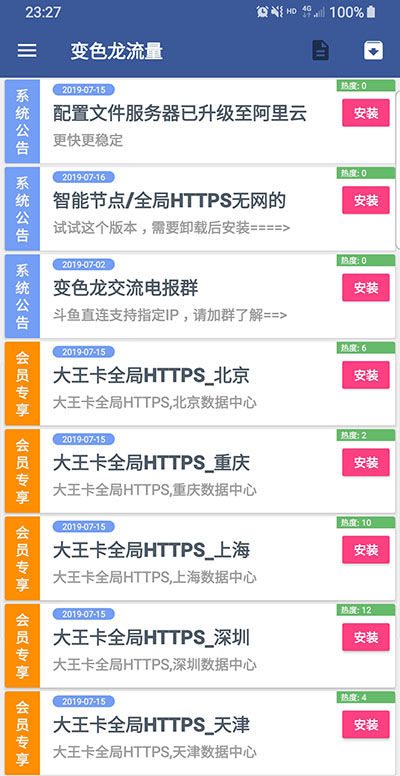 23:27
HD 4G 100%
变色龙流量
系统公告
2019-07-15
热度: 0
配置文件服务器已升级至阿里云
安装
更快更稳定
系统公告
2019-07-16
热度: 0
智能节点/全局HTTPS无网的
安装
试试这个版本，需要卸载后安装====>
系统公告
2019-07-02
热度: 0
变色龙交流电报群
安装
斗鱼直连支持指定IP，请加群了解==>
会员专享
2019-07-15
热度: 6
大王卡全局HTTPS_北京
安装
大王卡全局HTTPS,北京数据中心
会员专享
2019-07-15
热度: 2
大王卡全局HTTPS_重庆
安装
大王卡全局HTTPS,重庆数据中心
会员专享
2019-07-15
热度: 10
大王卡全局HTTPS_上海
安装
大王卡全局HTTPS,上海数据中心
会员专享
2019-07-15
热度: 12
大王卡全局HTTPS_深圳
安装
大王卡全局HTTPS,深圳数据中心
会员专享
2019-07-15
热度: 4
大王卡全局HTTPS_天津
安装
大王卡全局HTTPS,天津数据中心